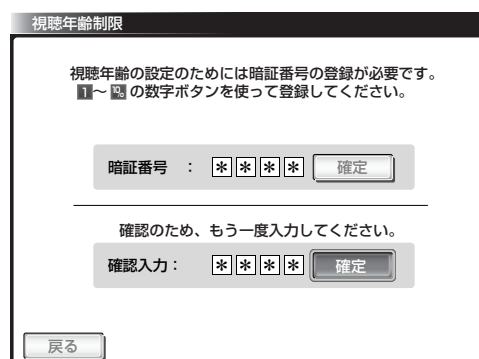 視聴年齢制限
視聴年齢の設定のためには暗証番号の登録が必要です。
1～10/0の数字ボタンを使って登録してください。
暗証番号 ： ＊＊＊＊ 確定
確認のため、もう一度入力してください。
確認入力： ＊＊＊＊ 確定
戻る